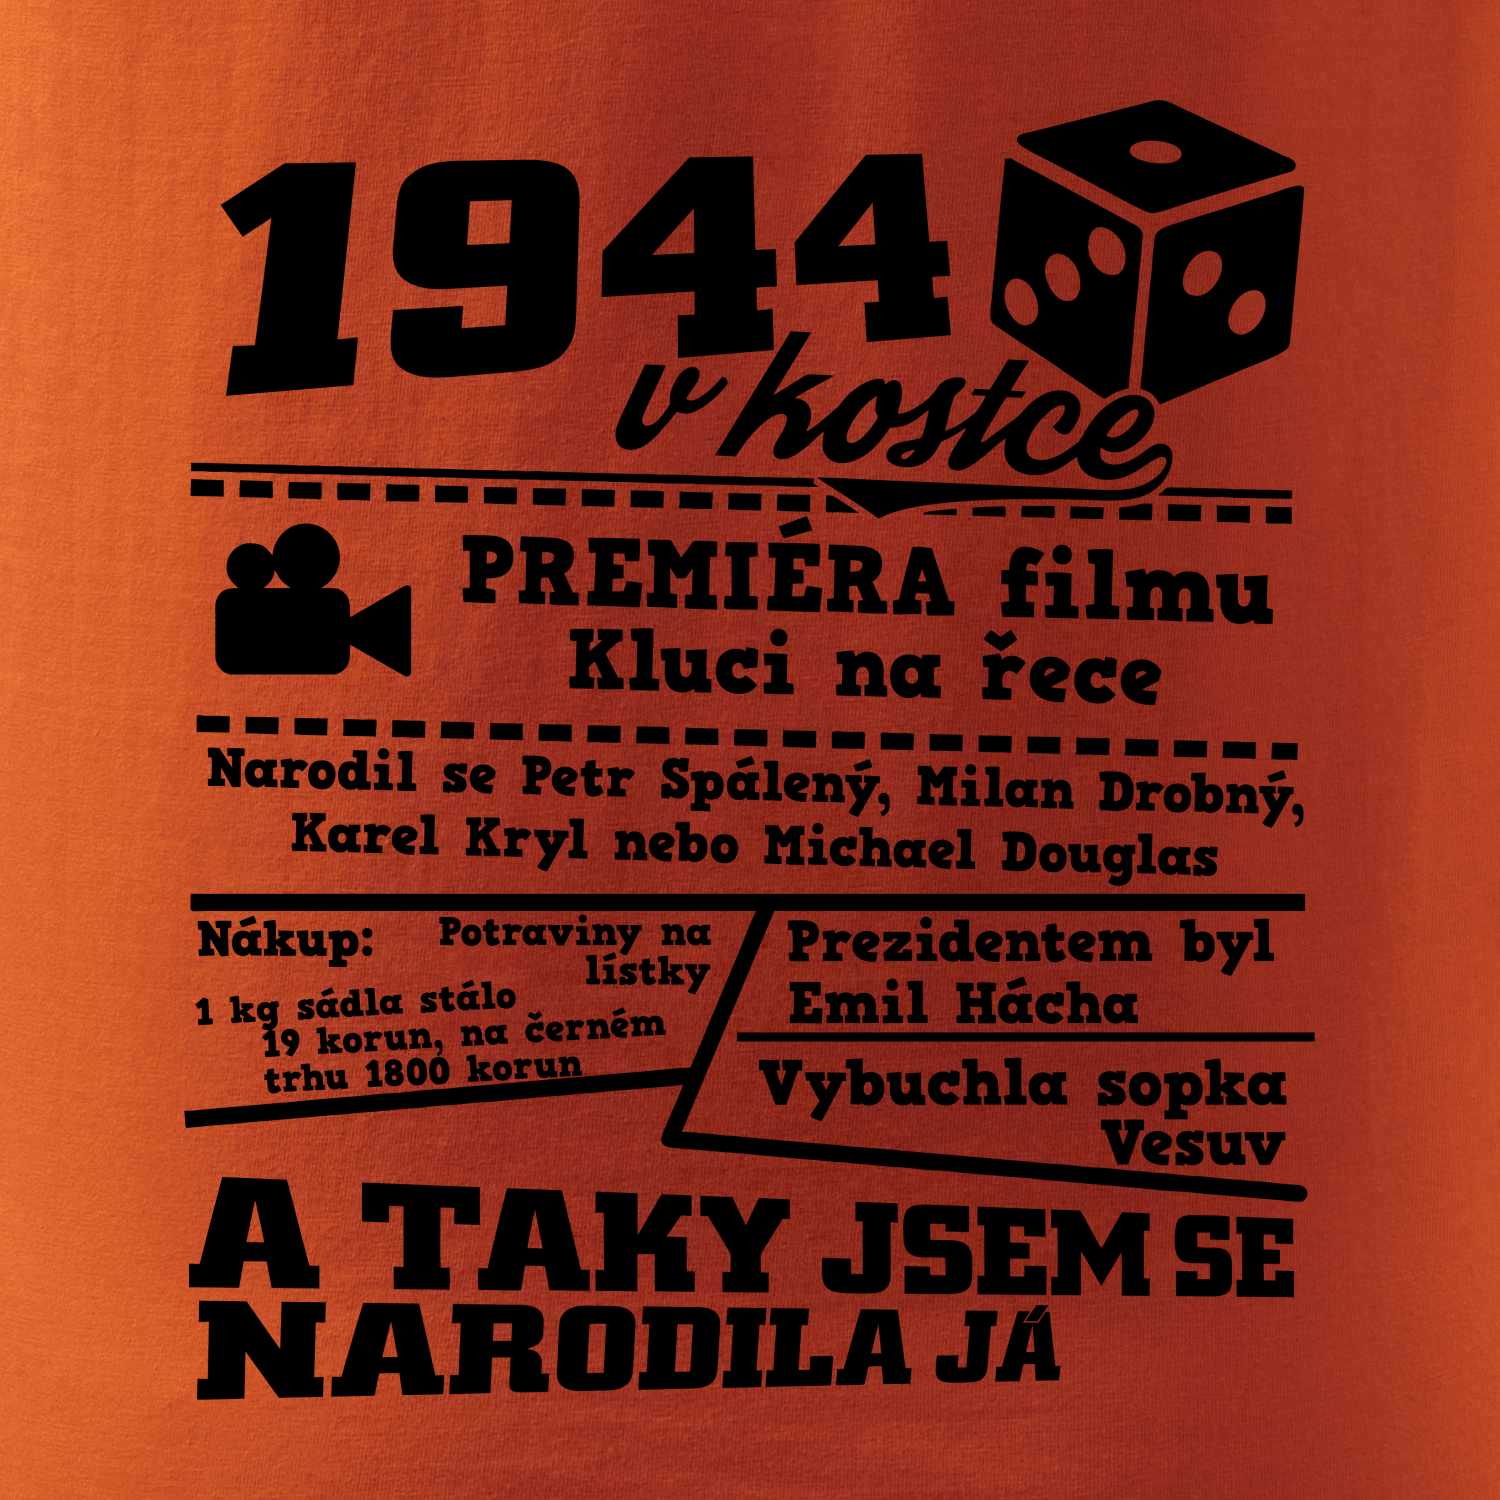 1944
v kostce
PREMIÉRA filmu
Kluci na řece
Narodil se Petr Spálený, Milan Drobný,
Karel Kryl nebo Michael Douglas
Nákup:
Potraviny na
lístky
1 kg sádla stálo
19 korun, na černém
trhu 1800 korun
Prezidentem byl
Emil Hácha
Vybuchla sopka
Vesuv
A TAKY JSEM SE
NARODILA JÁ